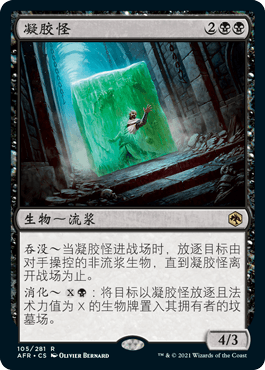 凝胶怪 2
生物～流浆
吞没～当凝胶怪进战场时，放逐目标由
对手操控的非流浆生物，直到凝胶怪离
开战场为止。
消化～XB：将目标以凝胶怪放逐且法
术力值为X的生物牌置入其拥有者的坟
墓场。
4/3
105/281 R
AFR • CS OLIVIER BERNARD
™ & © 2021 Wizards of the Coast